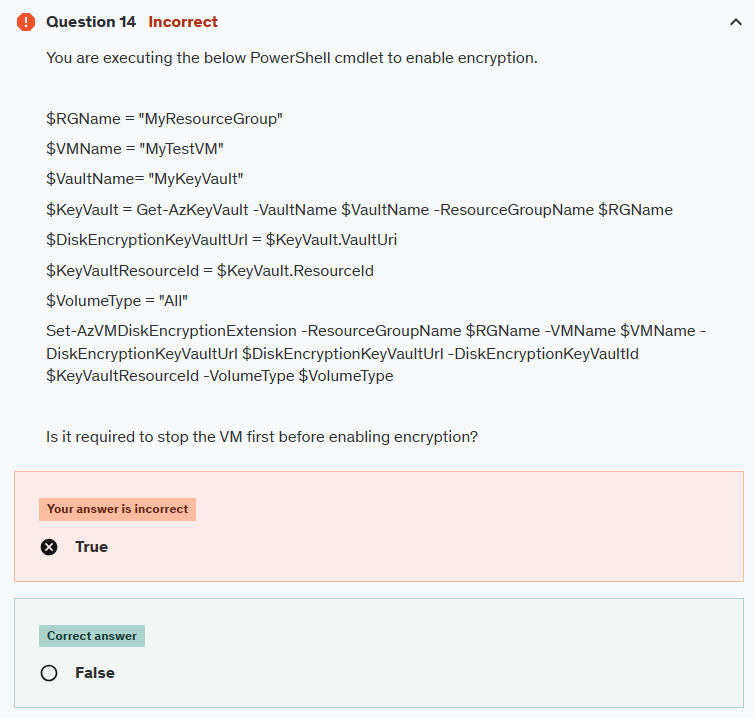 Question 14 Incorrect
You are executing the below PowerShell cmdlet to enable encryption.
$RGName = "MyResourceGroup"
$VMName = "MyTestVM"
$VaultName= "MyKeyVault"
$KeyVault = Get-AzKeyVault -VaultName $VaultName -ResourceGroupName $RGName
$DiskEncryptionKeyVaultUrl = $KeyVault.VaultUri
$KeyVaultResourceId = $KeyVault.ResourceId
$VolumeType = "All"
Set-AzVMDiskEncryptionExtension -ResourceGroupName $RGName -VMName $VMName -
DiskEncryptionKeyVaultUrl $DiskEncryptionKeyVaultUrl -DiskEncryptionKeyVaultId
$KeyVaultResourceId -VolumeType $VolumeType
Is it required to stop the VM first before enabling encryption?
Your answer is incorrect
True
Correct answer
False